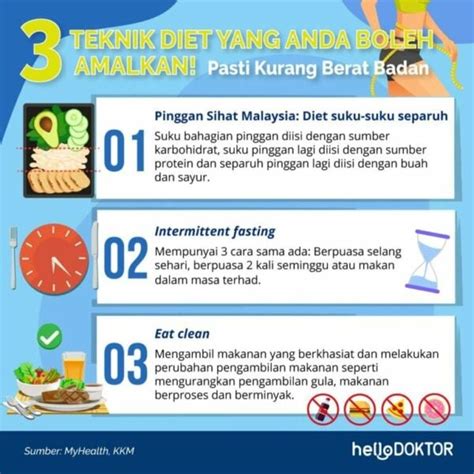 3 TEKNIK DIET YANG ANDA BOLEH
AMALKAN! Pasti Kurang Berat Badan
01
Pinggan Sihat Malaysia: Diet suku-suku separuh
Suku bahagian pinggan diisi dengan sumber
karbohidrat, suku pinggan lagi diisi dengan sumber
protein dan separuh pinggan lagi diisi dengan buah
dan sayur.
02
Intermittent fasting
Mempunyai 3 cara sama ada: Berpuasa selang
sehari, berpuasa 2 kali seminggu atau makan
dalam masa terhad.
03
Eat clean
Mengambil makanan yang berkhasiat dan melakukan
perubahan pengambilan makanan seperti
mengurangkan pengambilan gula, makanan
berproses dan berminyak.
Sumber: MyHealth, KKM
helloDOKTOR